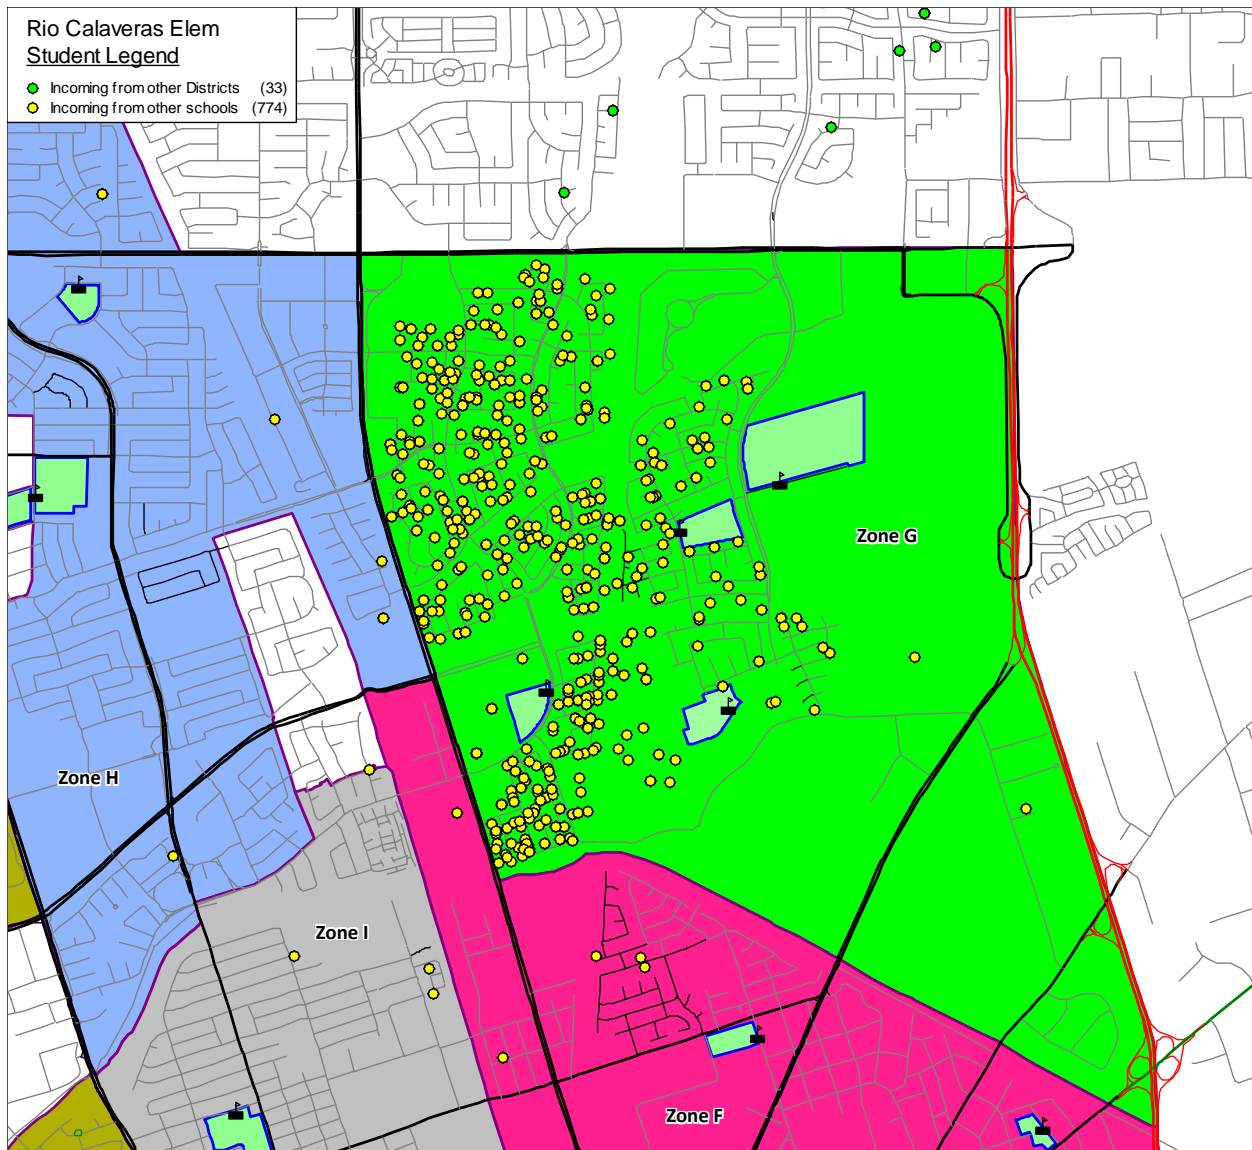 Rio Calaveras Elem
Student Legend
Incoming from other Districts (33)
Incoming from other schools (774)
Zone G
Zone H
Zone I
Zone F